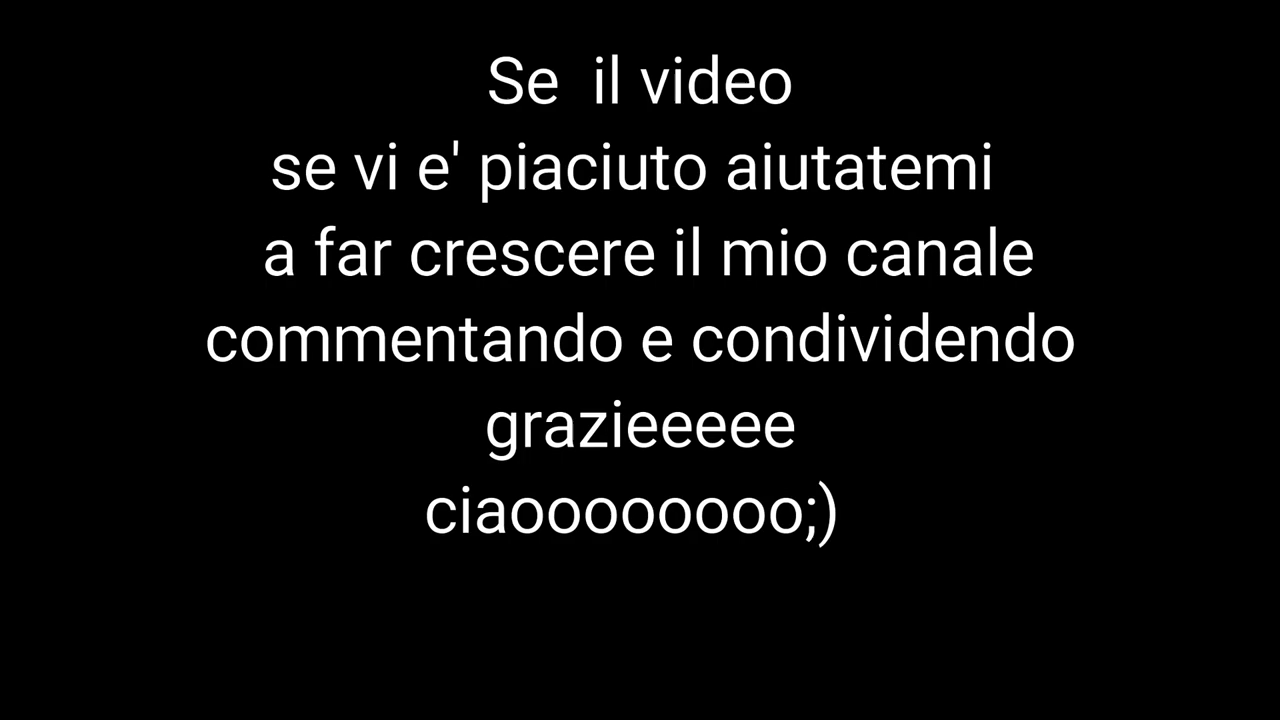 Se il video
se vi e' piaciuto aiutatemi
a far crescere il mio canale
commentando e condividendo
grazieeeee
ciaoooooooo;)